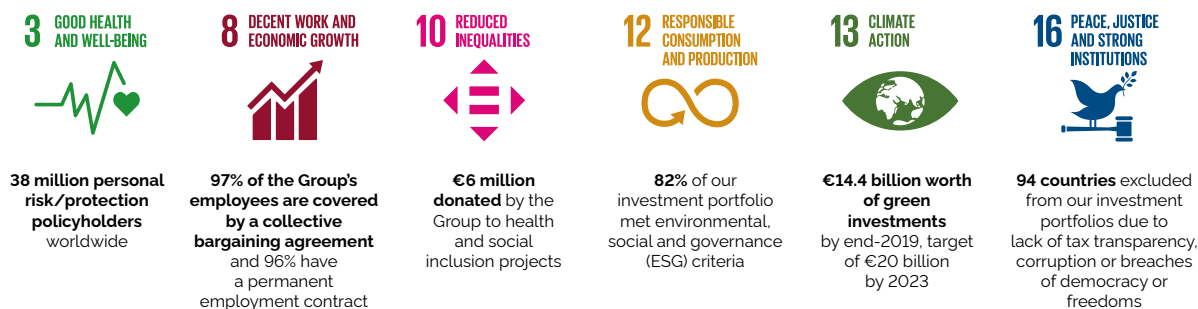 3 GOOD HEALTH
AND WELL-BEING
38 million personal
risk/protection
policyholders
worldwide
8 DECENT WORK AND
ECONOMIC GROWTH
97% of the Group's
employees are covered
by a collective
bargaining agreement
and 96% have
a permanent
employment contract
10 REDUCED
INEQUALITIES
€6 million
donated by the
Group to health
and social
inclusion projects
12 RESPONSIBLE
CONSUMPTION
AND PRODUCTION
82% of our
investment portfolio
met environmental,
social and governance
(ESG) criteria
13 CLIMATE
ACTION
€14.4 billion worth
of green
investments
by end-2019, target
of €20 billion
by 2023
16 PEACE, JUSTICE
AND STRONG
INSTITUTIONS
94 countries excluded
from our investment
portfolios due to
lack of tax transparency,
corruption or breaches
of democracy or
freedoms